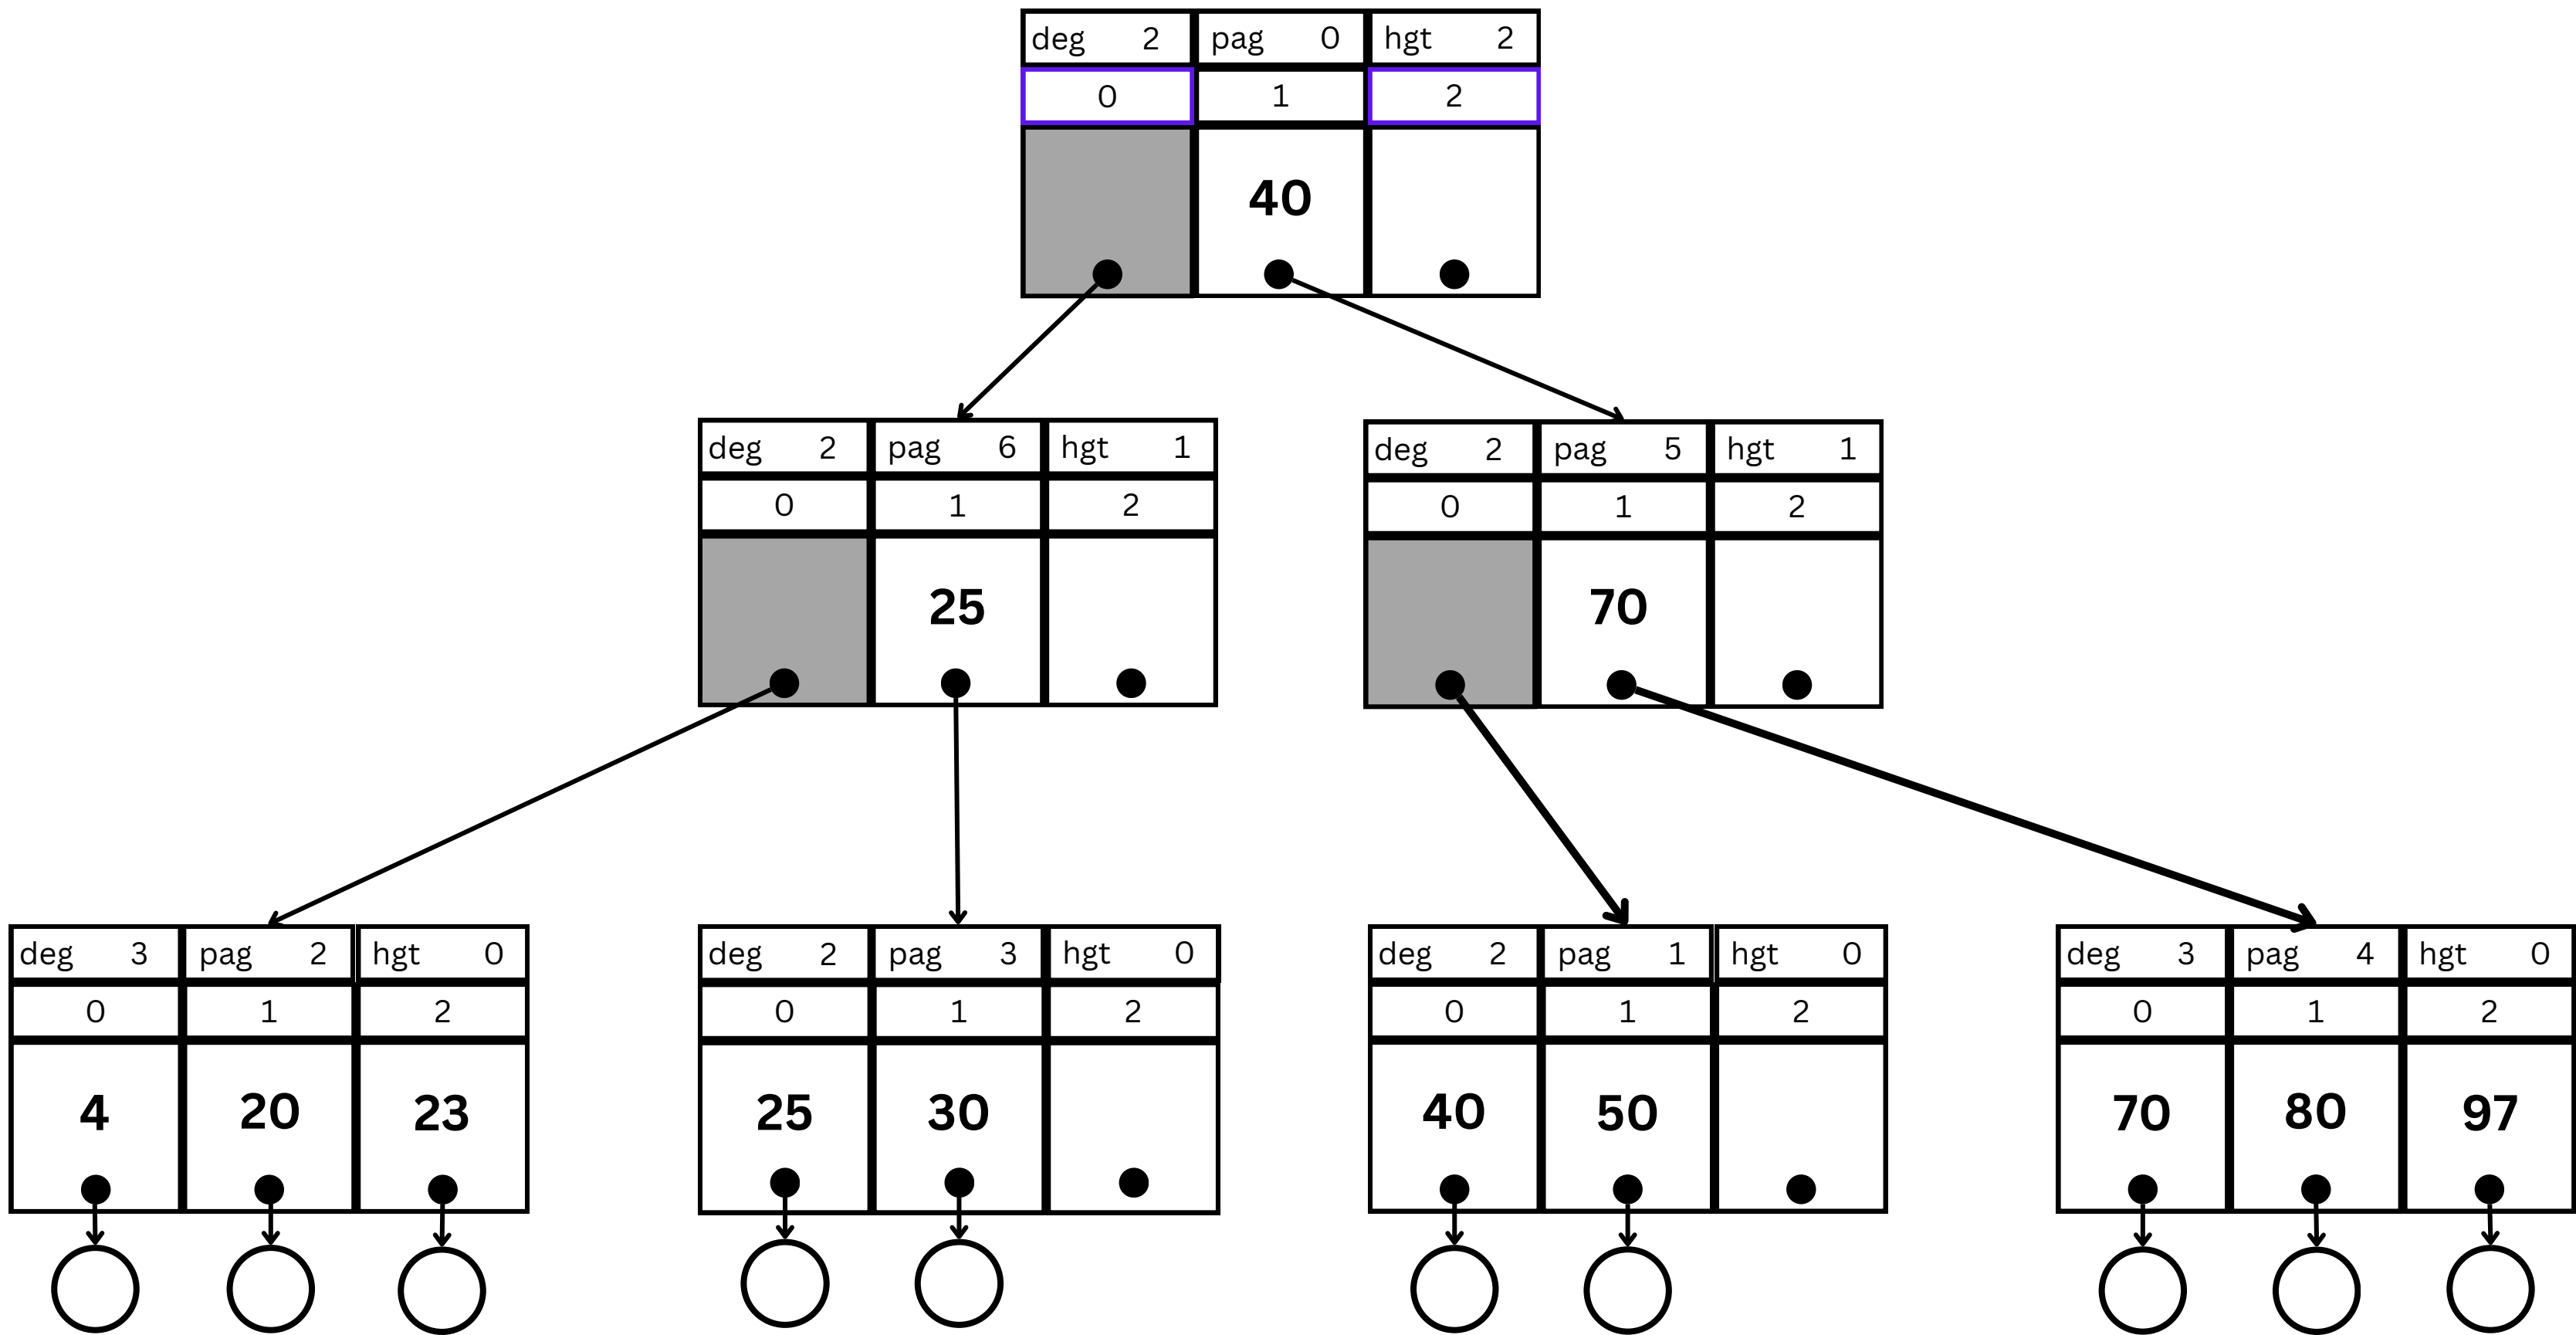 deg 2 pag 0 hgt 2
0 1 2
40
deg 2 pag 6 hgt 1
0 1 2
25
deg 2 pag 5 hgt 1
0 1 2
70
deg 3 pag 2 hgt 0
0 1 2
4 20 23
deg 2 pag 3 hgt 0
0 1 2
25 30
deg 2 pag 1 hgt 0
0 1 2
40 50
deg 3 pag 4 hgt 0
0 1 2
70 80 97